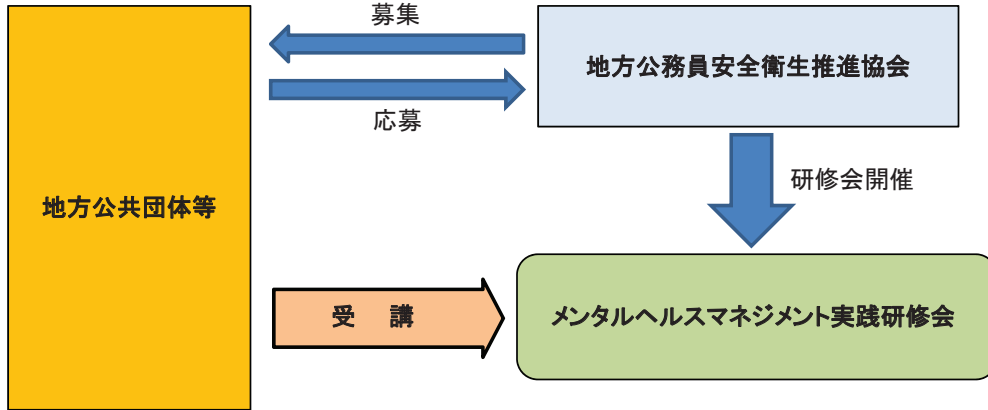 募集
地方公務員安全衛生推進協会
応募
研修会開催
地方公共団体等
受　講
メンタルヘルスマネジメント実践研修会